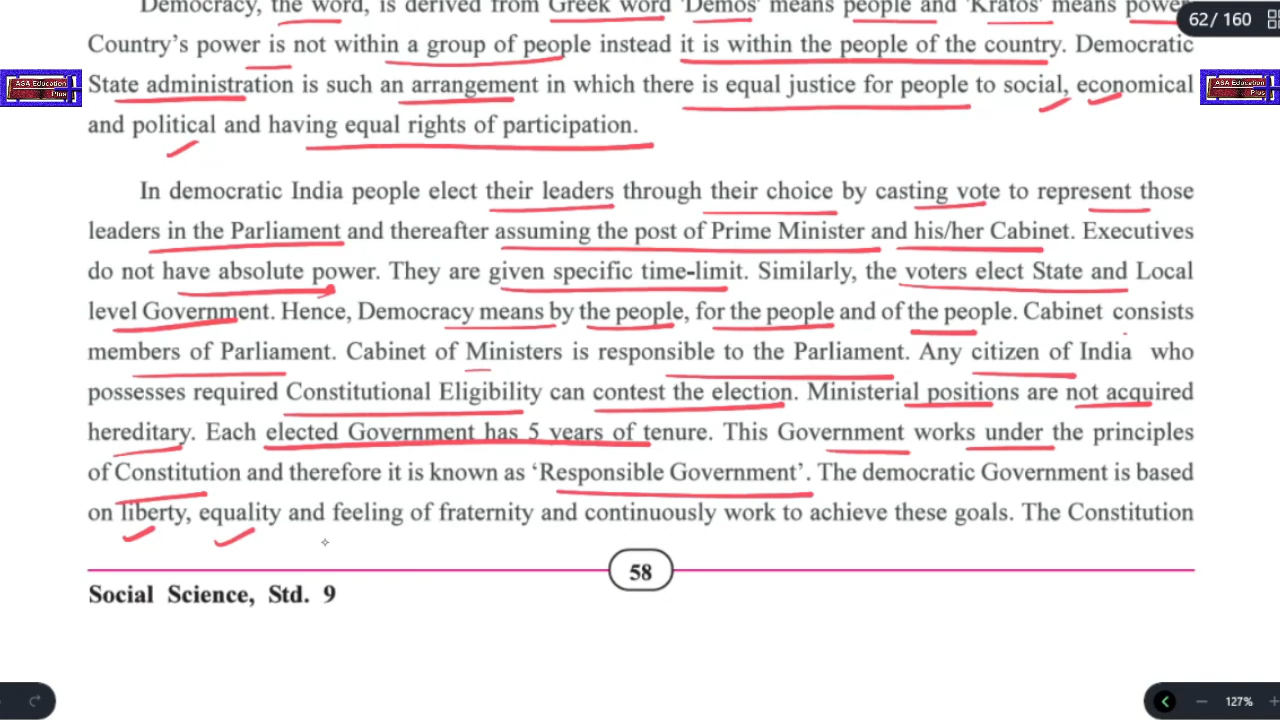 Democracy, the word, is derived from Greek word 'Demos' means people and 'Kratos' means power.
62/ 160
Country's power is not within a group of people instead it is within the people of the country. Democratic
State administration is such an arrangement in which there is equal justice for people to social, economical
ASA Education Plus
ASA Education Plus
and political and having equal rights of participation.
In democratic India people elect their leaders through their choice by casting vote to represent those
leaders in the Parliament and thereafter assuming the post of Prime Minister and his/her Cabinet. Executives
do not have absolute power. They are given specific time-limit. Similarly, the voters elect State and Local
level Government. Hence, Democracy means by the people, for the people and of the people. Cabinet consists
members of Parliament. Cabinet of Ministers is responsible to the Parliament. Any citizen of India who
possesses required Constitutional Eligibility can contest the election. Ministerial positions are not acquired
hereditary. Each elected Government has 5 years of tenure. This Government works under the principles
of Constitution and therefore it is known as 'Responsible Government'. The democratic Government is based
on liberty, equality and feeling of fraternity and continuously work to achieve these goals. The Constitution
58
Social Science, Std. 9
127%